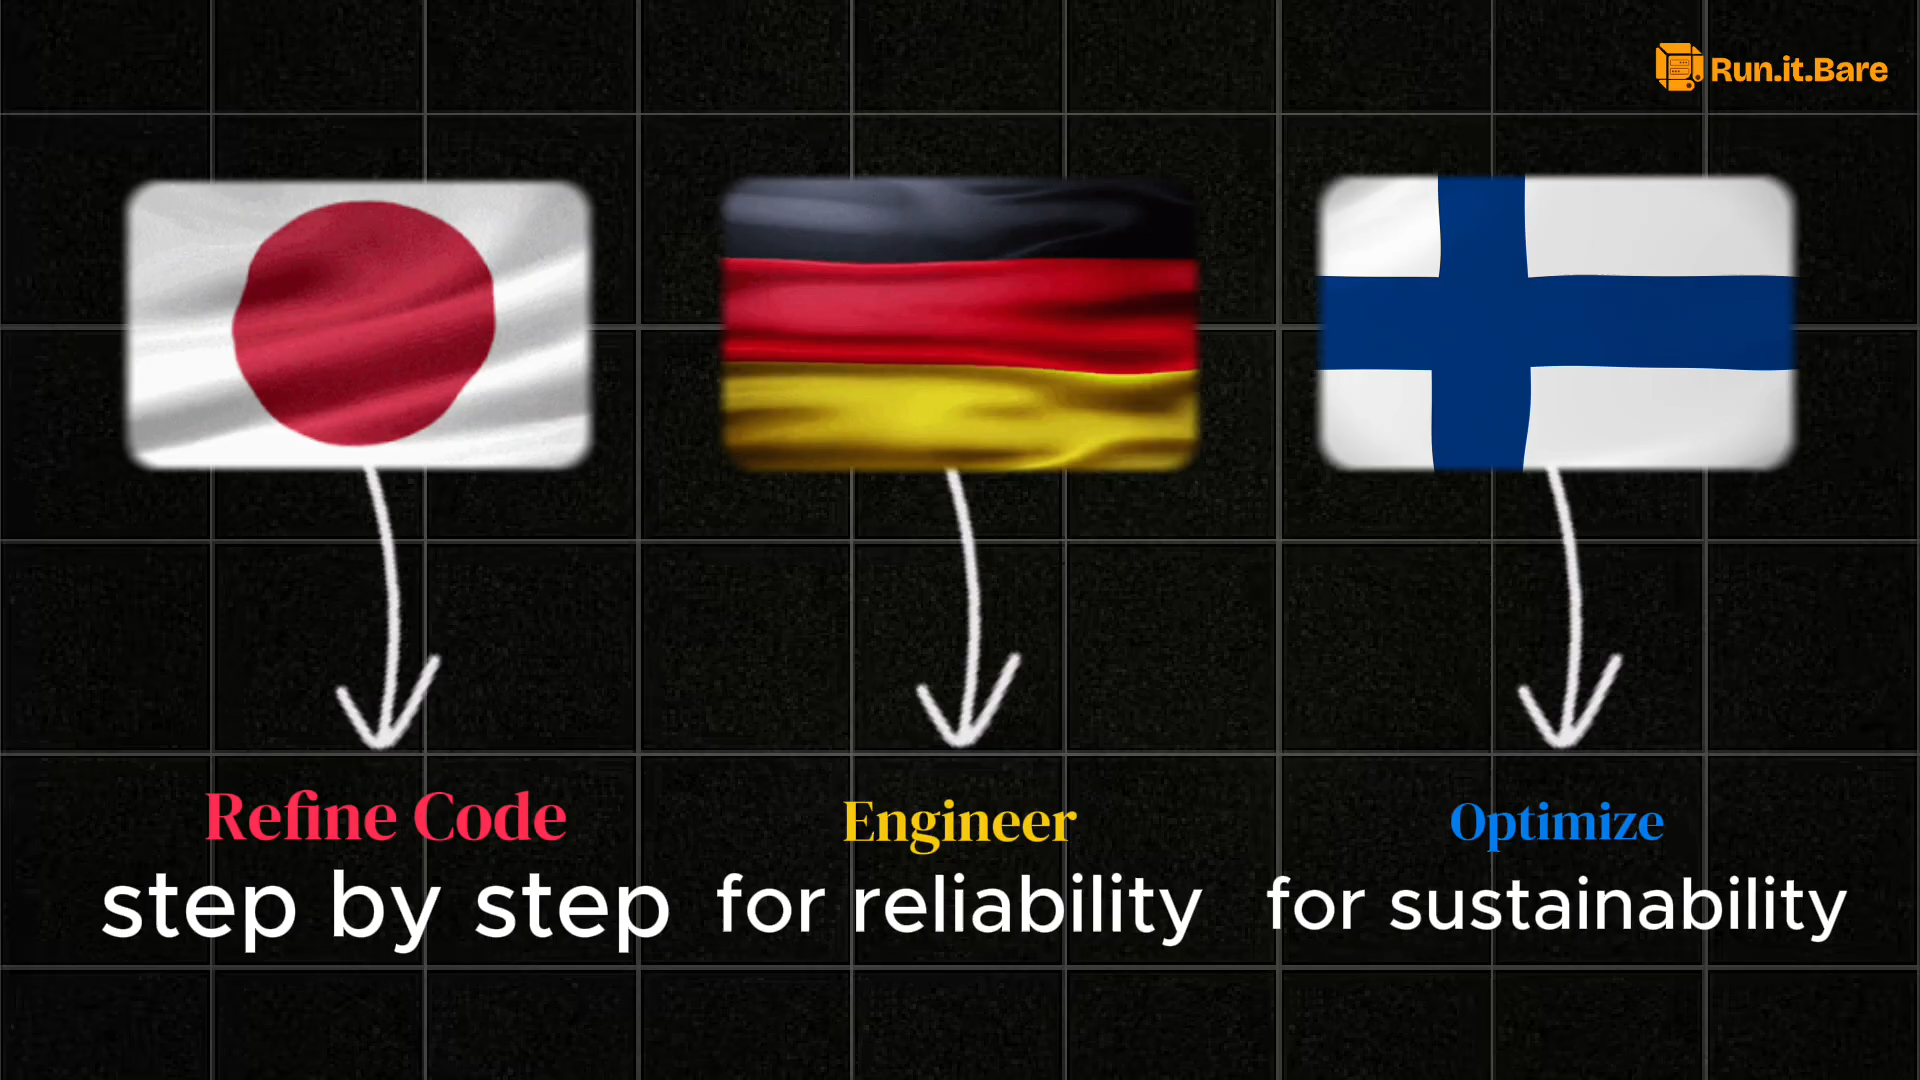 Run.it.Bare
Refine Code
step by step
Engineer
for reliability
Optimize
for sustainability